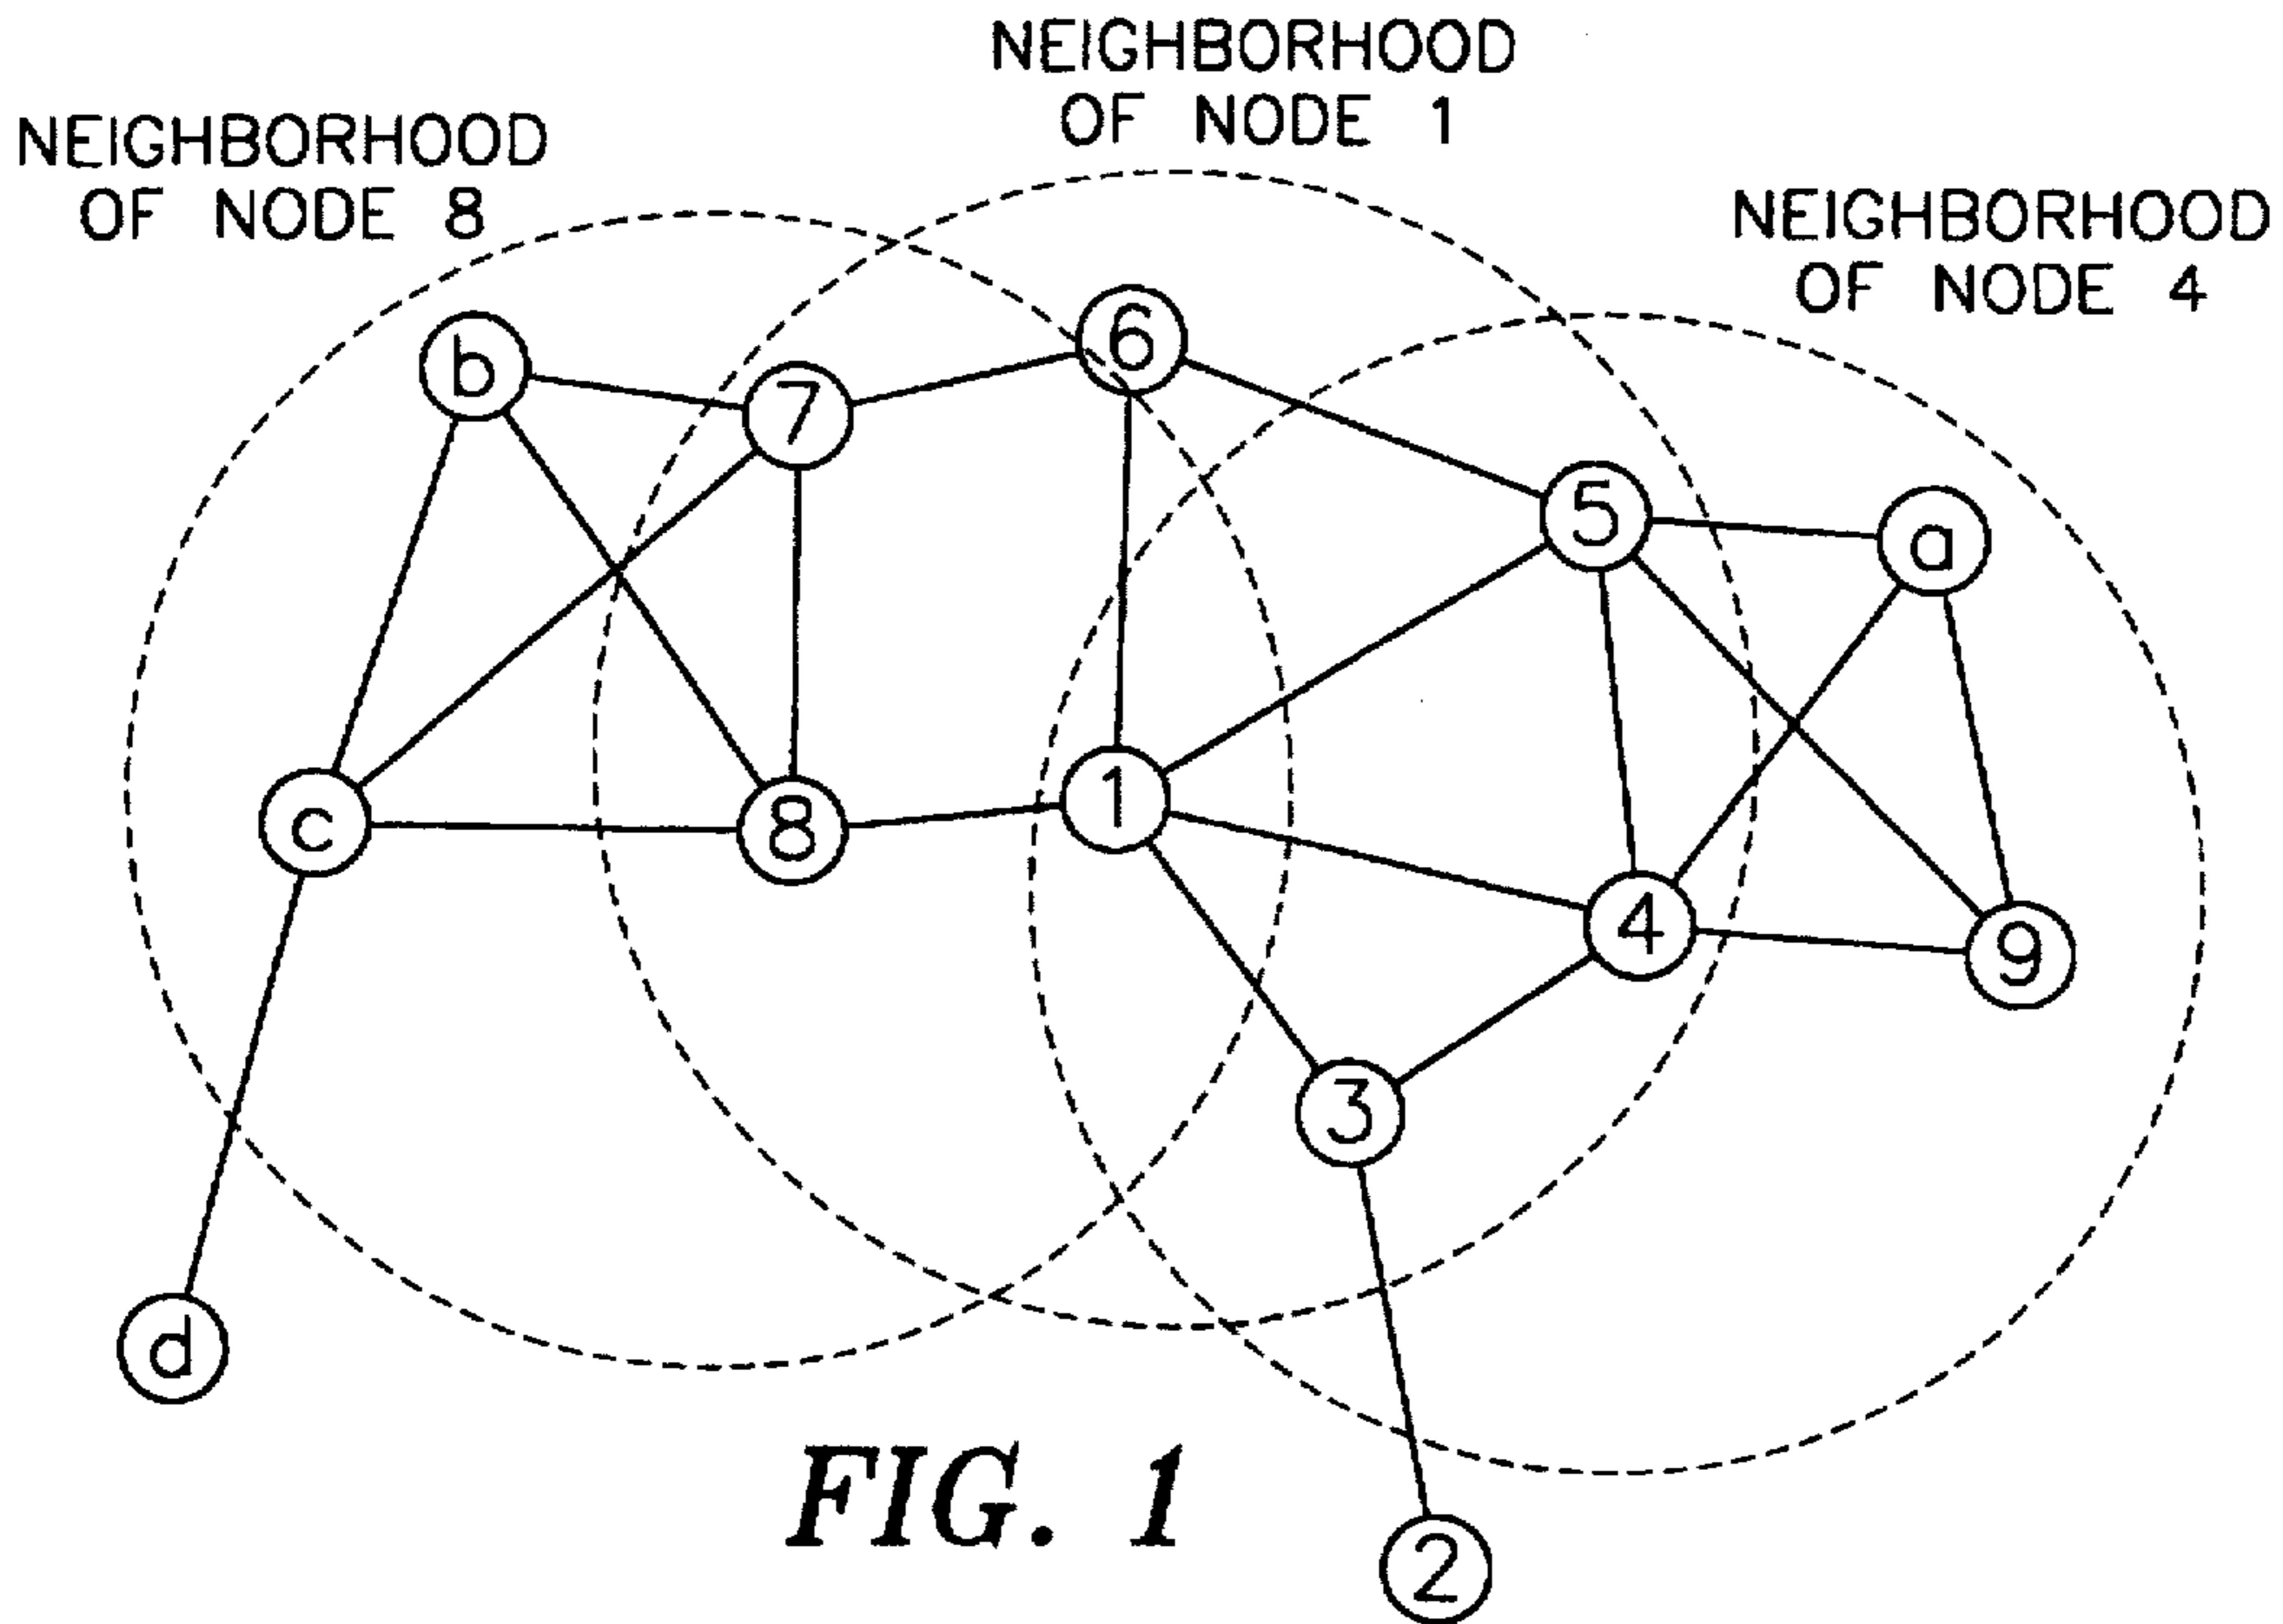 NEIGHBORHOOD
OF NODE 1
NEIGHBORHOOD
OF NODE 8
NEIGHBORHOOD
OF NODE 4
6
b
7
5
a
1
c
8
4
9
3
d
2
FIG. 1